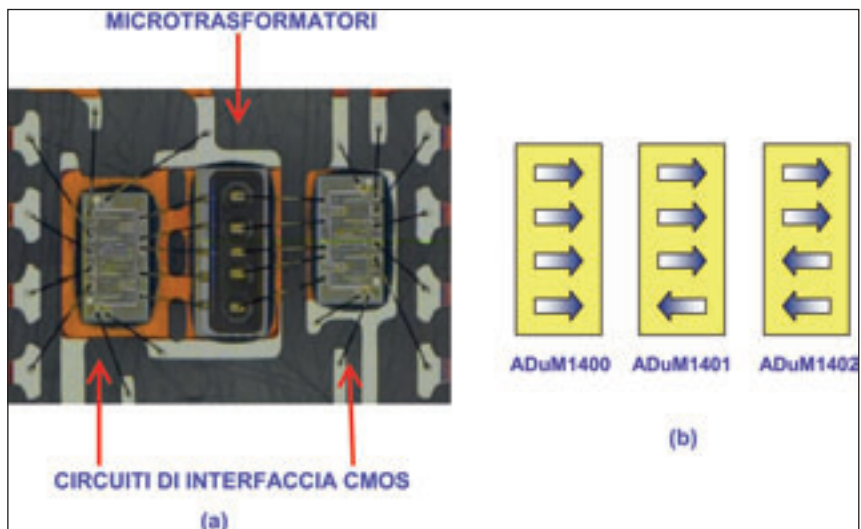 MICROTRASFORMATORI
ADuM1400 ADuM1401 ADuM1402
(b)
CIRCUITI DI INTERFACCIA CMOS
(a)